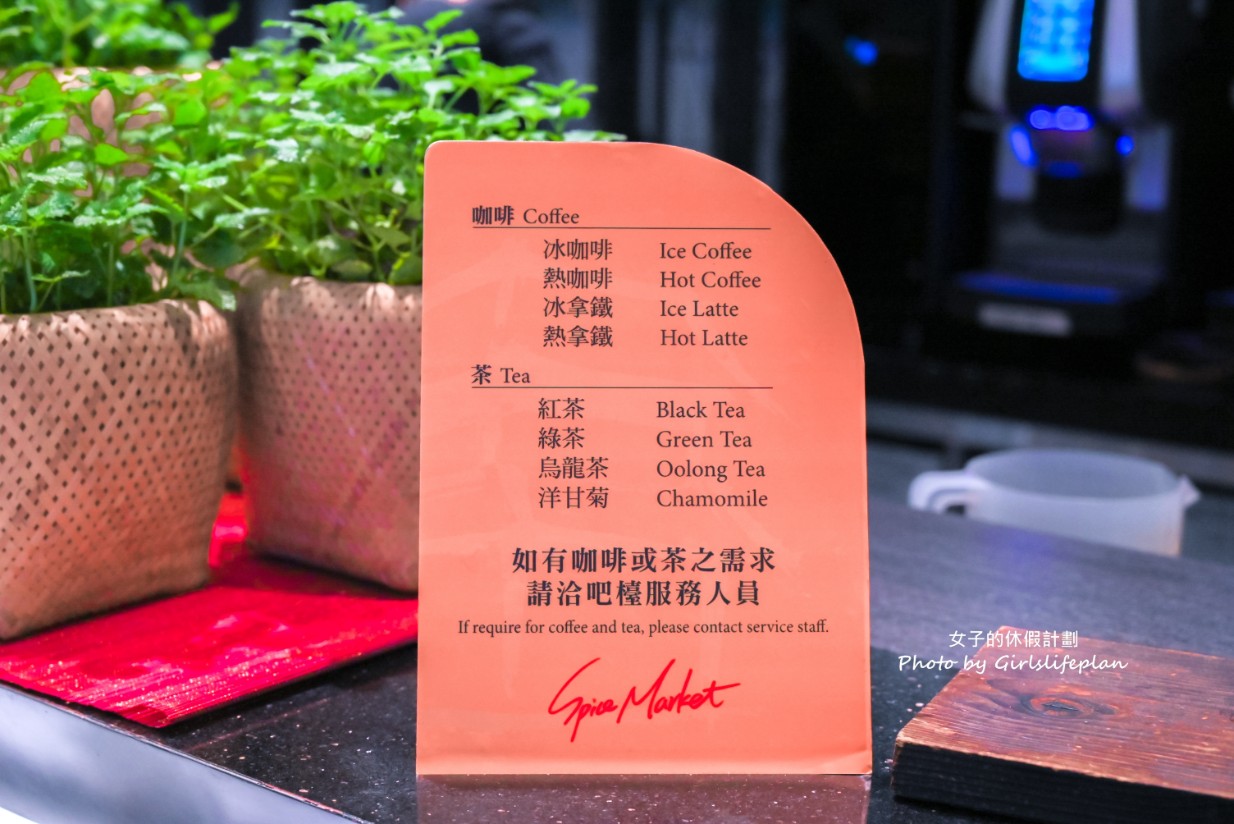 咖啡 Coffee
冰咖啡 Ice Coffee
熱咖啡 Hot Coffee
冰拿鐵 Ice Latte
熱拿鐵 Hot Latte
茶 Tea
紅茶 Black Tea
綠茶 Green Tea
烏龍茶 Oolong Tea
洋甘菊 Chamomile
如有咖啡或茶之需求
請洽吧檯服務人員
If require for coffee and tea, please contact service staff.
Spice Market
女子的休假計劃
Photo by Girlslifeplan